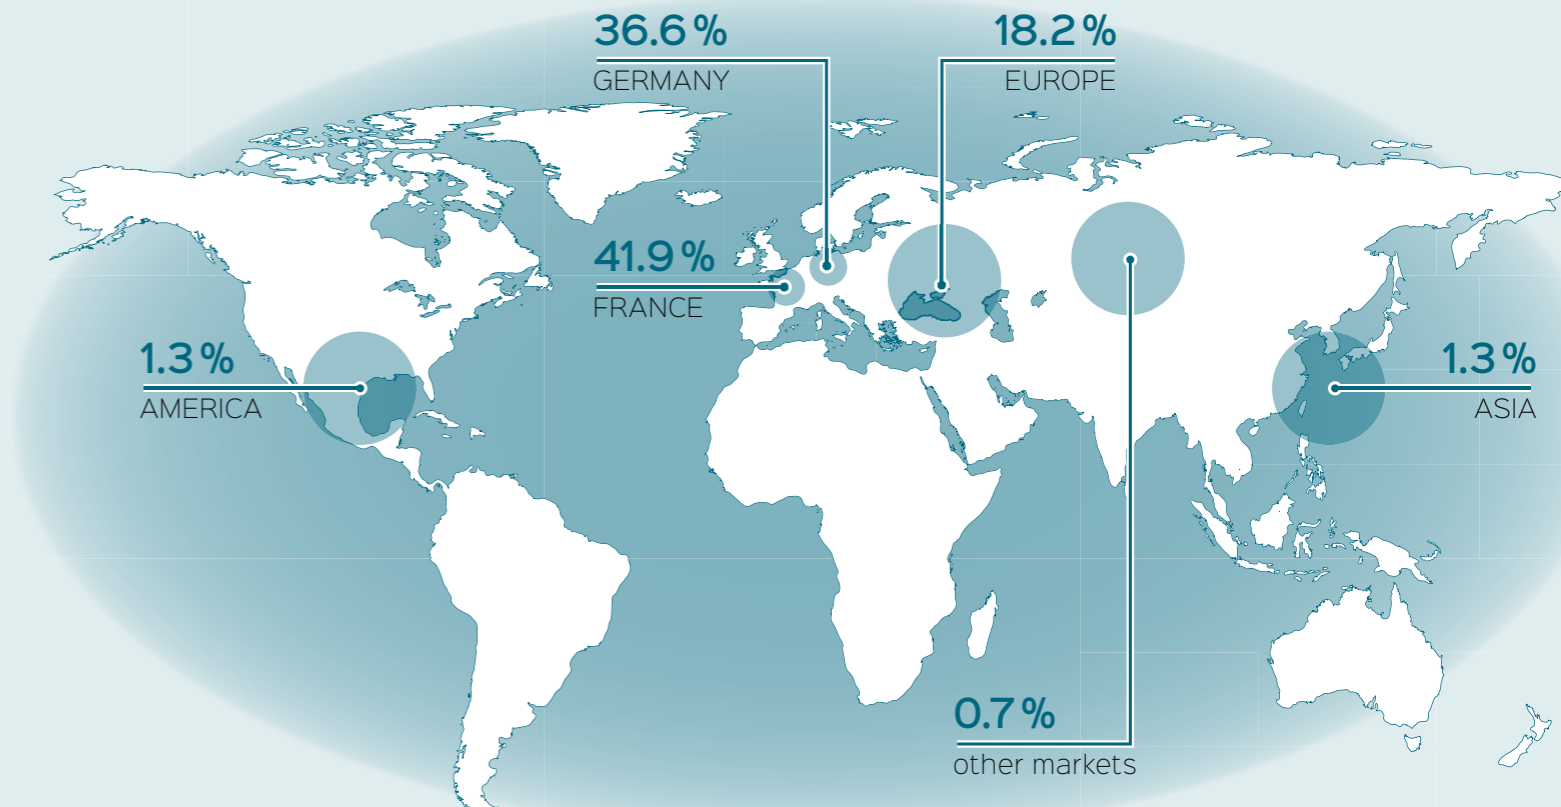 36.6 %
GERMANY
18.2 %
EUROPE
41.9 %
FRANCE
1.3 %
AMERICA
1.3 %
ASIA
0.7 %
other markets